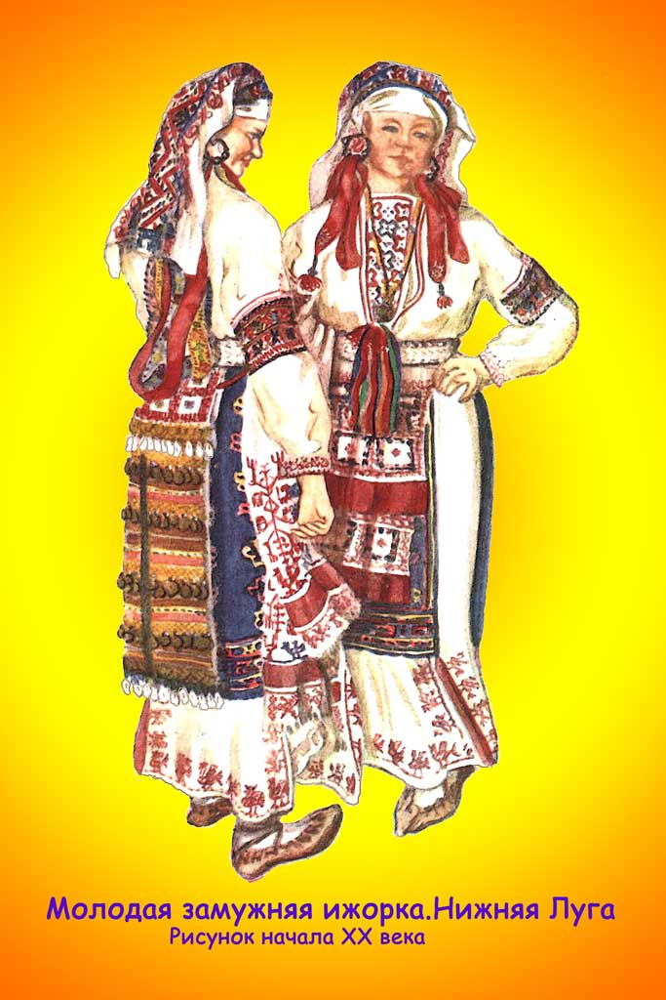 Молодая замужняя ижорка.Нижняя Луга
Рисунок начала XX века